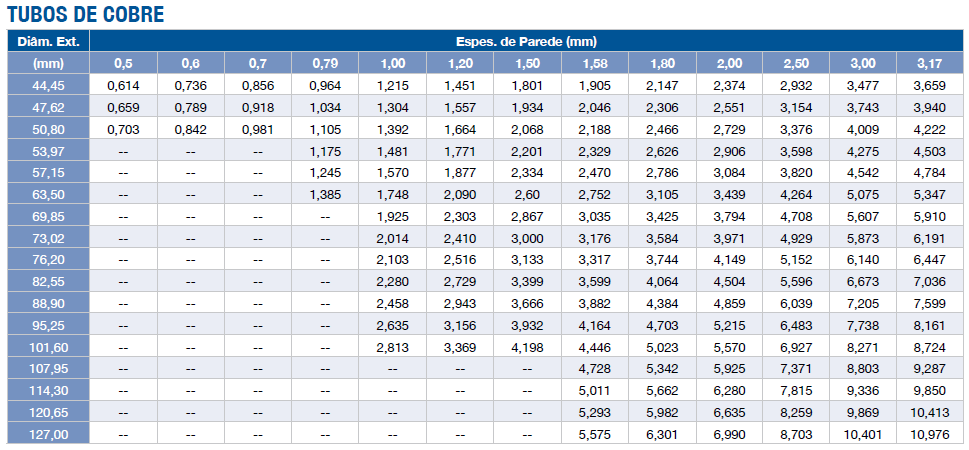 TUBOS DE COBRE
Diâm. Ext. Espes. de Parede (mm)
(mm) 0,5 0,6 0,7 0,79 1,00 1,20 1,50 1,58 1,80 2,00 2,50 3,00 3,17
44,45 0,614 0,736 0,856 0,964 1,215 1,451 1,801 1,905 2,147 2,374 2,932 3,477 3,659
47,62 0,659 0,789 0,918 1,034 1,304 1,557 1,934 2,046 2,306 2,551 3,154 3,743 3,940
50,80 0,703 0,842 0,981 1,105 1,392 1,664 2,068 2,188 2,466 2,729 3,376 4,009 4,222
53,97 -- -- -- 1,175 1,481 1,771 2,201 2,329 2,626 2,906 3,598 4,275 4,503
57,15 -- -- -- 1,245 1,570 1,877 2,334 2,470 2,786 3,084 3,820 4,542 4,784
63,50 -- -- -- 1,385 1,748 2,090 2,60 2,752 3,105 3,439 4,264 5,075 5,347
69,85 -- -- -- -- 1,925 2,303 2,867 3,035 3,425 3,794 4,708 5,607 5,910
73,02 -- -- -- -- 2,014 2,410 3,000 3,176 3,584 3,971 4,929 5,873 6,191
76,20 -- -- -- -- 2,103 2,516 3,133 3,317 3,744 4,149 5,152 6,140 6,447
82,55 -- -- -- -- 2,280 2,729 3,399 3,599 4,064 4,504 5,596 6,673 7,036
88,90 -- -- -- -- 2,458 2,943 3,666 3,882 4,384 4,859 6,039 7,205 7,599
95,25 -- -- -- -- 2,635 3,156 3,932 4,164 4,703 5,215 6,483 7,738 8,161
101,60 -- -- -- -- 2,813 3,369 4,198 4,446 5,023 5,570 6,927 8,271 8,724
107,95 -- -- -- -- -- -- -- 4,728 5,342 5,925 7,371 8,803 9,287
114,30 -- -- -- -- -- -- -- 5,011 5,662 6,280 7,815 9,336 9,850
120,65 -- -- -- -- -- -- -- 5,293 5,982 6,635 8,259 9,869 10,413
127,00 -- -- -- -- -- -- -- 5,575 6,301 6,990 8,703 10,401 10,976